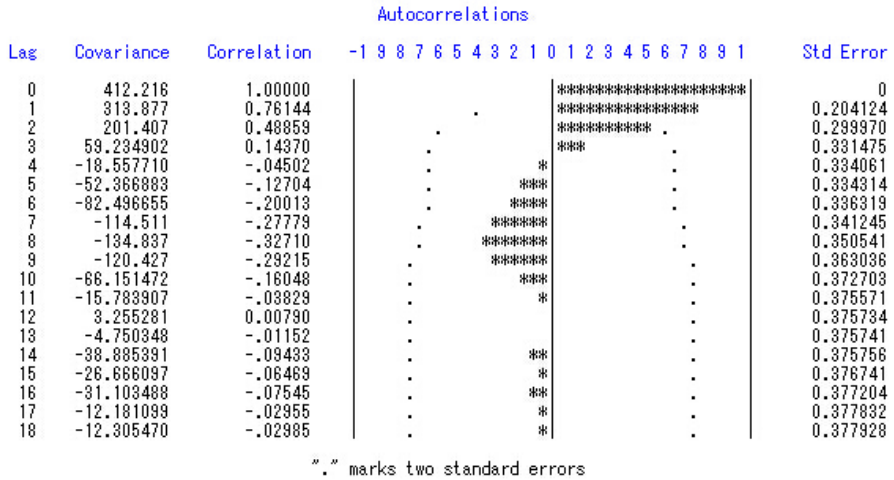 Autocorrelations
Lag Covariance Correlation -1 9 8 7 6 5 4 3 2 1 0 1 2 3 4 5 6 7 8 9 1 Std Error
0 412.216 1.00000 | |********************| 0
1 313.877 0.76144 | . |*************** | 0.204124
2 201.407 0.48859 | . |********** . | 0.299970
3 59.234902 0.14370 | . |*** . | 0.331475
4 -18.557710 -.04502 | . *| . | 0.334061
5 -52.366883 -.12704 | . ***| . | 0.334314
6 -82.496655 -.20013 | . ****| . | 0.336319
7 -114.511 -.27779 | . ******| . | 0.341245
8 -134.837 -.32710 | . *******| . | 0.350541
9 -120.427 -.29215 | . ******| . | 0.363036
10 -66.151472 -.16048 | . ***| . | 0.372703
11 -15.783907 -.03829 | . *| . | 0.375571
12 3.255281 0.00790 | . | . | 0.375734
13 -4.750348 -.01152 | . | . | 0.375741
14 -38.885391 -.09433 | . **| . | 0.375756
15 -26.666097 -.06469 | . *| . | 0.376741
16 -31.103488 -.07545 | . **| . | 0.377204
17 -12.181099 -.02955 | . *| . | 0.377832
18 -12.305470 -.02985 | . *| . | 0.377928
"." marks two standard errors